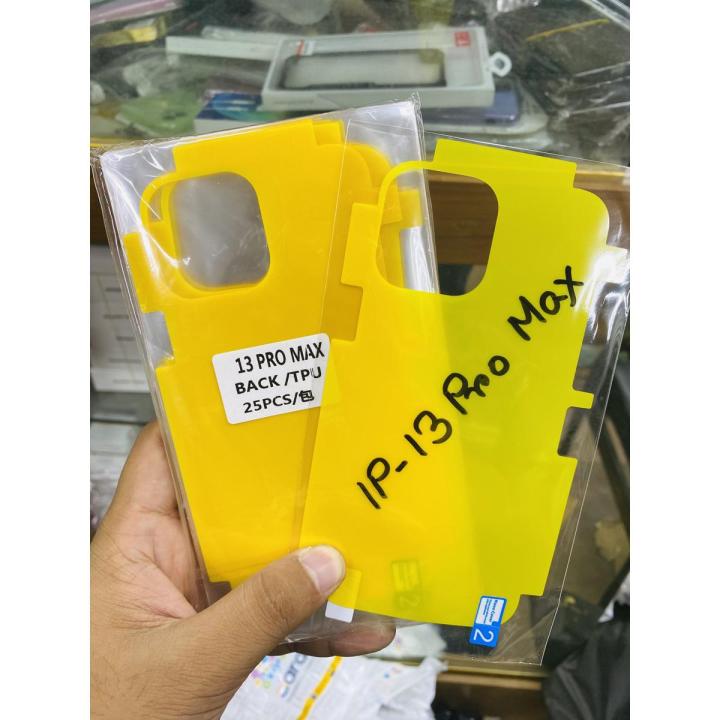 13 PRO MAX
BACK /TPU
25PCS/包
IP-13 Pro Max
2